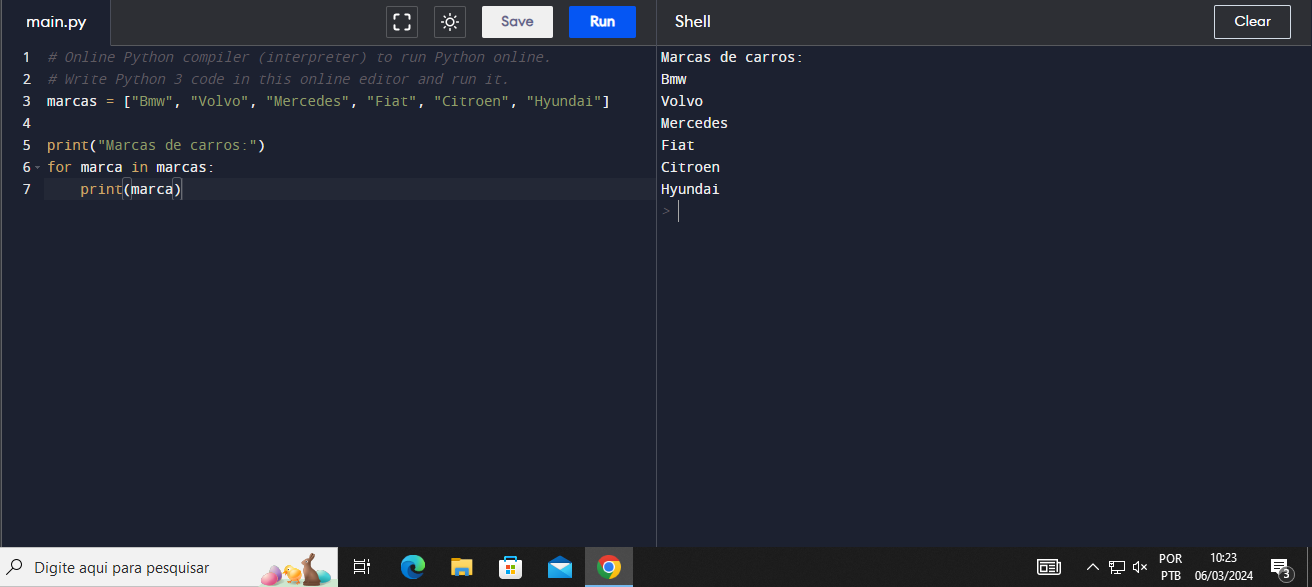 main.py
Save
Run
Shell
Clear
1 # Online Python compiler (interpreter) to run Python online.
2 # Write Python 3 code in this online editor and run it.
3 marcas = ["Bmw", "Volvo", "Mercedes", "Fiat", "Citroen", "Hyundai"]
4
5 print("Marcas de carros:")
6 for marca in marcas:
7     print(marca)
Marcas de carros:
Bmw
Volvo
Mercedes
Fiat
Citroen
Hyundai
>
Digite aqui para pesquisar
POR
PTB
10:23
06/03/2024
3